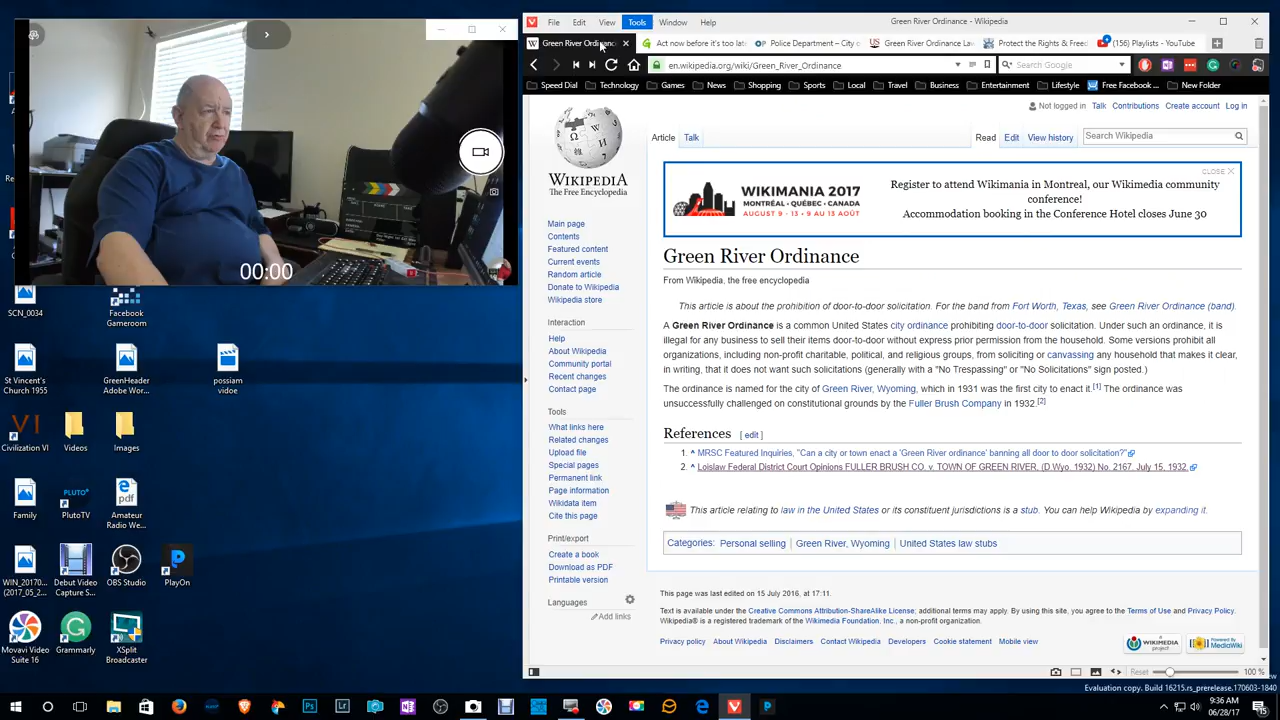 File Edit View Tools Window Help
Green River Ordinance - Wikipedia
Green River Ordinanc
Act now before it's too late
Police Department – City o
Green River Ordinance Law
Protect the Rights & Freed
(156) Playlists - YouTube
en.wikipedia.org/wiki/Green_River_Ordinance
Search Google
Speed Dial Technology Games News Shopping Sports Local Travel Business Entertainment Lifestyle Free Facebook ... New Folder
00:00
SCN_0034
Facebook
Gameroom
St Vincent's
Church 1955
GreenHeader
Adobe Wor...
possiam
vidoe
Civilization VI
Videos
Images
Family
PlutoTV
Amateur
Radio We...
WIN_20170...
Debut Video
Capture S...
OBS Studio
PlayOn
Movavi Video
Suite 16
Grammarly
XSplit
Broadcaster
WIKIPEDIA
The Free Encyclopedia
Main page
Contents
Featured content
Current events
Random article
Donate to Wikipedia
Wikipedia store
Interaction
Help
About Wikipedia
Community portal
Recent changes
Contact page
Tools
What links here
Related changes
Upload file
Special pages
Permanent link
Page information
Wikidata item
Cite this page
Print/export
Create a book
Download as PDF
Printable version
Languages
Add links
Not logged in Talk Contributions Create account Log in
Article Talk
Read Edit View history
Search Wikipedia
CLOSE
WIKIMANIA 2017
MONTRÉAL • QUÉBEC • CANADA
AUGUST 9 - 13 • 9 AU 13 AOÛT
Register to attend Wikimania in Montreal, our Wikimedia community
conference!
Accommodation booking in the Conference Hotel closes June 30
Green River Ordinance
From Wikipedia, the free encyclopedia
This article is about the prohibition of door-to-door solicitation. For the band from Fort Worth, Texas, see Green River Ordinance (band).
A Green River Ordinance is a common United States city ordinance prohibiting door-to-door solicitation. Under such an ordinance, it is
illegal for any business to sell their items door-to-door without express prior permission from the household. Some versions prohibit all
organizations, including non-profit charitable, political, and religious groups, from soliciting or canvassing any household that makes it clear,
in writing, that it does not want such solicitations (generally with a "No Trespassing" or "No Solicitations" sign posted.)
The ordinance is named for the city of Green River, Wyoming, which in 1931 was the first city to enact it.[1] The ordinance was
unsuccessfully challenged on constitutional grounds by the Fuller Brush Company in 1932.[2]
References [ edit ]
1. ^ MRSC Featured Inquiries, "Can a city or town enact a 'Green River ordinance' banning all door to door solicitation?"
2. ^ Loislaw Federal District Court Opinions FULLER BRUSH CO. v. TOWN OF GREEN RIVER, (D.Wyo. 1932) No. 2167. July 15, 1932.
This article relating to law in the United States or its constituent jurisdictions is a stub. You can help Wikipedia by expanding it.
Categories: Personal selling | Green River, Wyoming | United States law stubs
This page was last edited on 15 July 2016, at 17:11.
Text is available under the Creative Commons Attribution-ShareAlike License; additional terms may apply. By using this site, you agree to the Terms of Use and Privacy Policy.
Wikipedia® is a registered trademark of the Wikimedia Foundation, Inc., a non-profit organization.
Privacy policy About Wikipedia Disclaimers Contact Wikipedia Developers Cookie statement Mobile view
WIKIMEDIA
project
Powered By
MediaWiki
Reset
100 %
Evaluation copy. Build 16215.rs_prerelease.170603-1840
9:36 AM
06/28/17